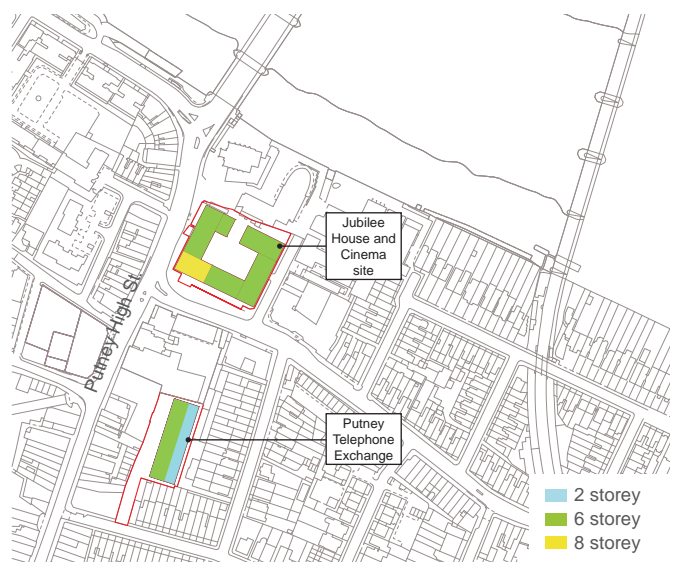 Jubilee
House and
Cinema
site
Putney High St.
Putney
Telephone
Exchange
2 storey
6 storey
8 storey